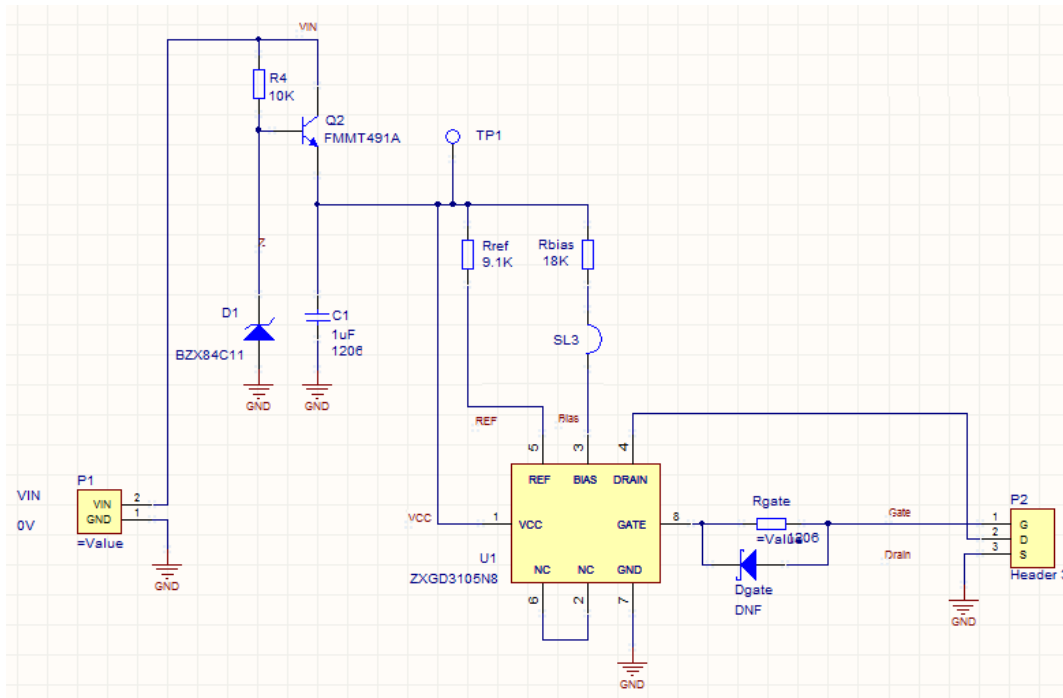 VIN
R4
10K
Q2
FMMT491A
TP1
Z
Rref
9.1K
Rbias
18K
D1
BZX84C11
C1
1uF
1206
SL3
GND
GND
REF
Bias
5
3
4
REF
BIAS
DRAIN
P1
VIN
VIN
2
GND
1
0V
=Value
GND
VCC
1
VCC
GATE
8
U1
ZXGD3105N8
NC
NC
GND
6
2
7
GND
Rgate
=Value
1206
Dgate
DNF
Gate
Drain
P2
1
G
2
D
3
S
Header
GND